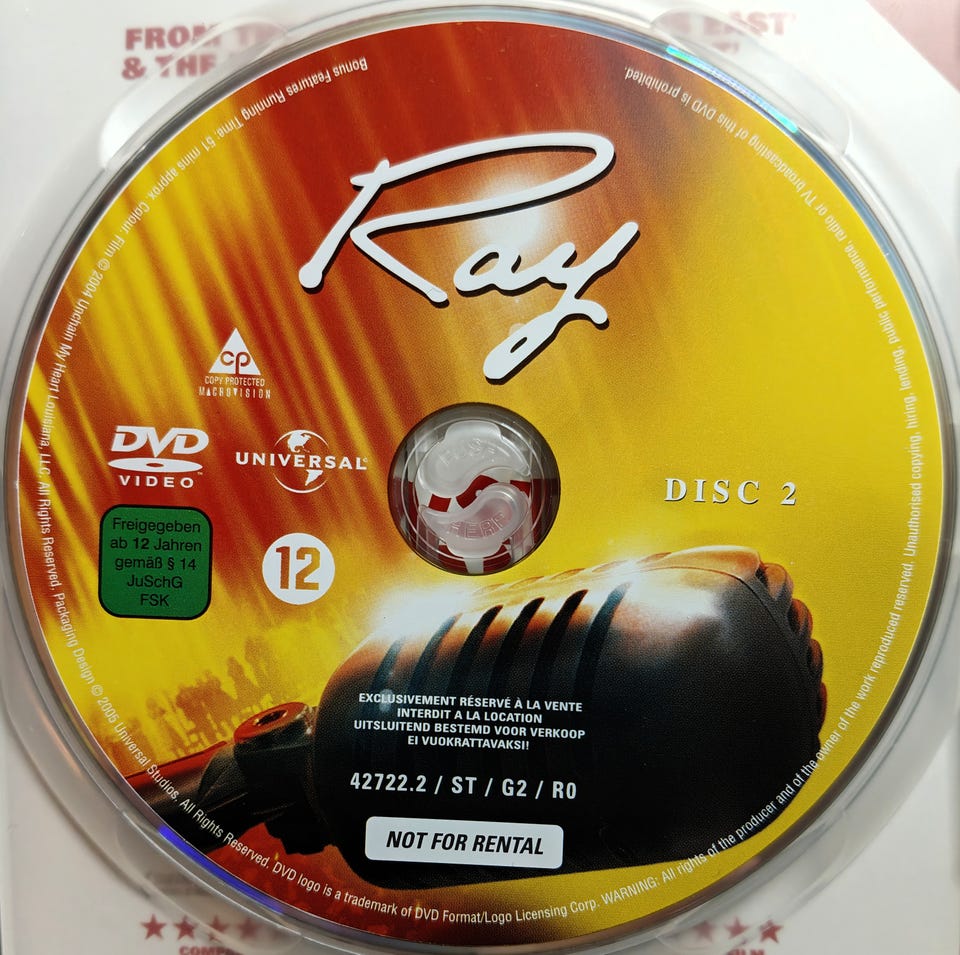 FROM
EAST
& THE
Bonus Features Running Time: 51 mins approx. Colour. Film © 2004 Unchain My Heart Louisiana, LLC. All Rights Reserved. Packaging Design © 2005 Universal Studios. All Rights Reserved. DVD logo is a trademark of DVD Format/Logo Licensing Corp. WARNING: All rights of the producer and of the owner of the work reproduced reserved. Unauthorised copying, hiring, lending, public performance, radio or TV broadcasting of this DVD is prohibited.
Ray
cp
COPY PROTECTED
MACROVISION
DVD
VIDEO
UNIVERSAL
DISC 2
Freigegeben
ab 12 Jahren
gemäß § 14
JuSchG
FSK
12
PUSH
HERE
EXCLUSIVEMENT RÉSERVÉ À LA VENTE
INTERDIT A LA LOCATION
UITSLUITEND BESTEMD VOOR VERKOOP
EI VUOKRATTAVAKSI!
42722.2 / ST / G2 / R0
NOT FOR RENTAL